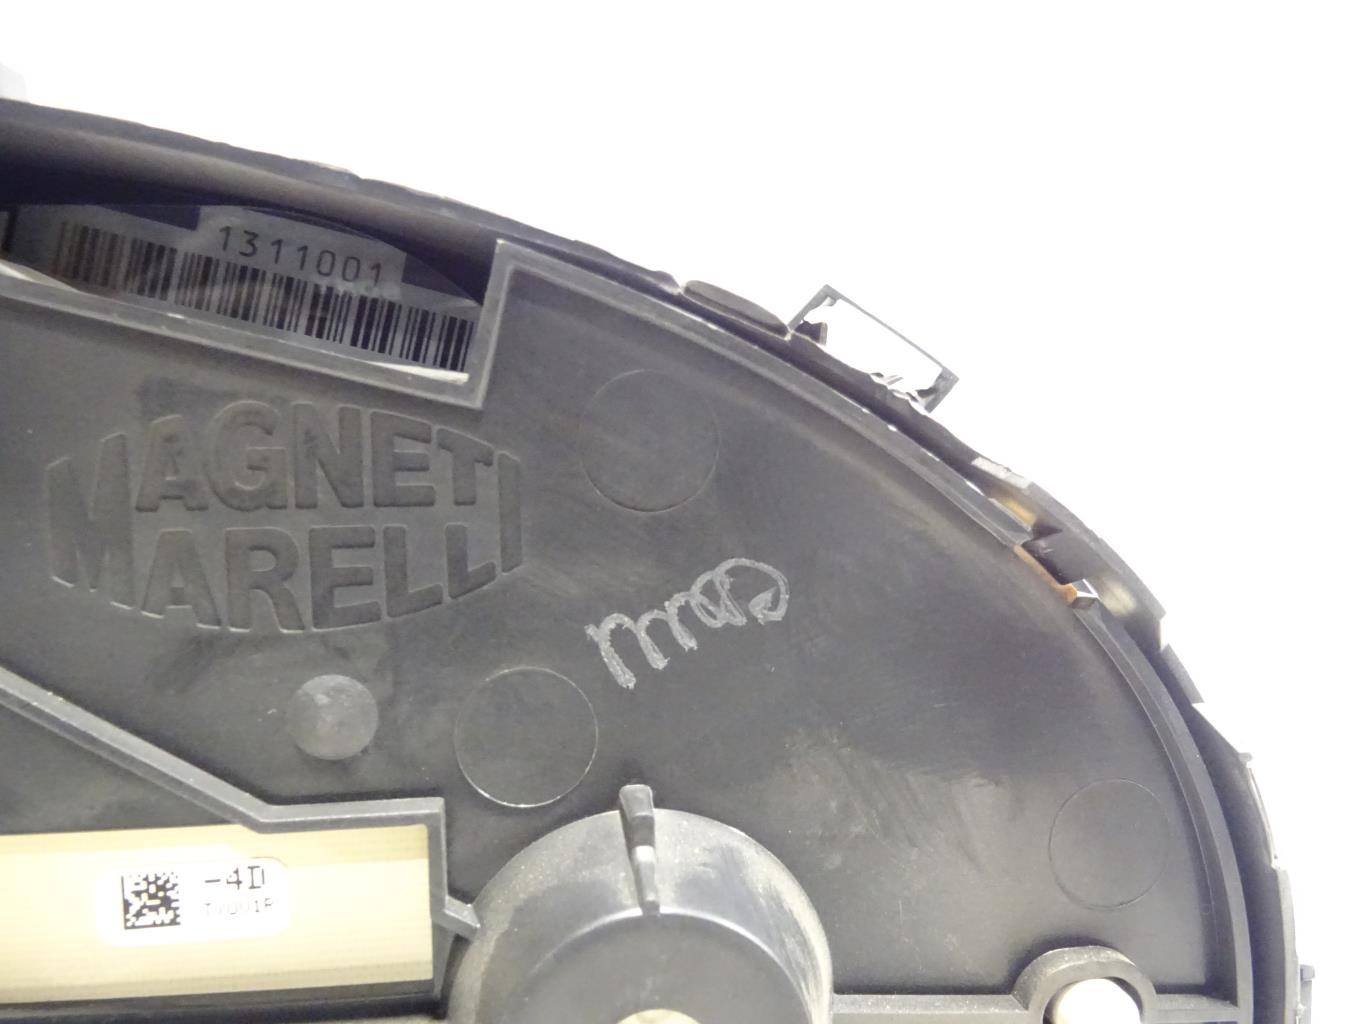 1311001
MAGNETI
MARELLI
-4D